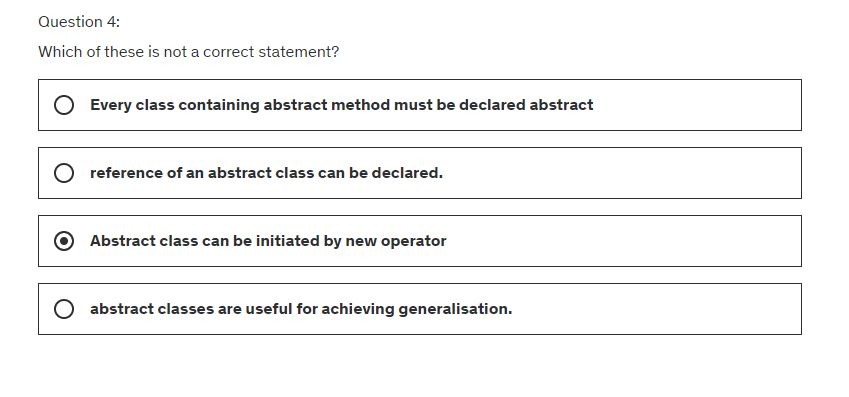 Question 4:
Which of these is not a correct statement?
Every class containing abstract method must be declared abstract
reference of an abstract class can be declared.
Abstract class can be initiated by new operator
abstract classes are useful for achieving generalisation.